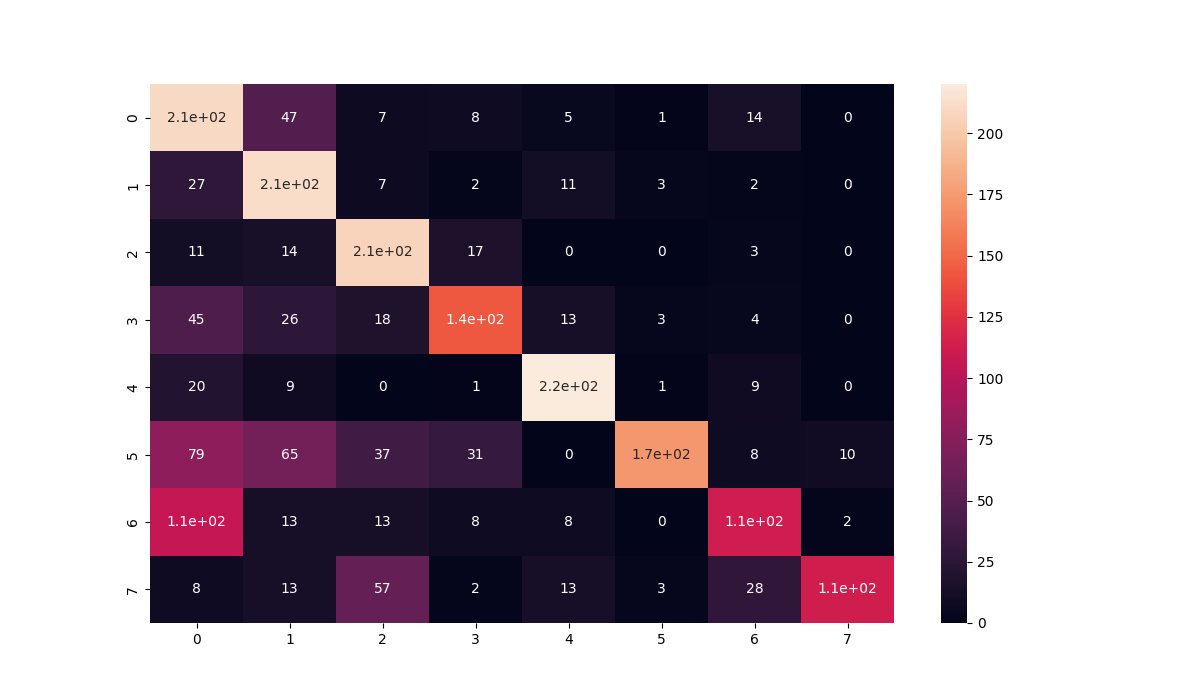 0 2.1e+02 47 7 8 5 1 14 0
1 27 2.1e+02 7 2 11 3 2 0
2 11 14 2.1e+02 17 0 0 3 0
3 45 26 18 1.4e+02 13 3 4 0
4 20 9 0 1 2.2e+02 1 9 0
5 79 65 37 31 0 1.7e+02 8 10
6 1.1e+02 13 13 8 8 0 1.1e+02 2
7 8 13 57 2 13 3 28 1.1e+02
0 1 2 3 4 5 6 7
200
175
150
125
100
75
50
25
0